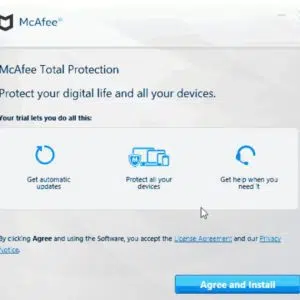 McAfee®
McAfee Total Protection
Protect your digital life and all your devices.
Your trial lets you do all this:
Get automatic
updates
Protect all your
devices
Get help when you
need it
By clicking Agree and using the Software, you accept the License Agreement and our Privacy
Notice.
Agree and Install